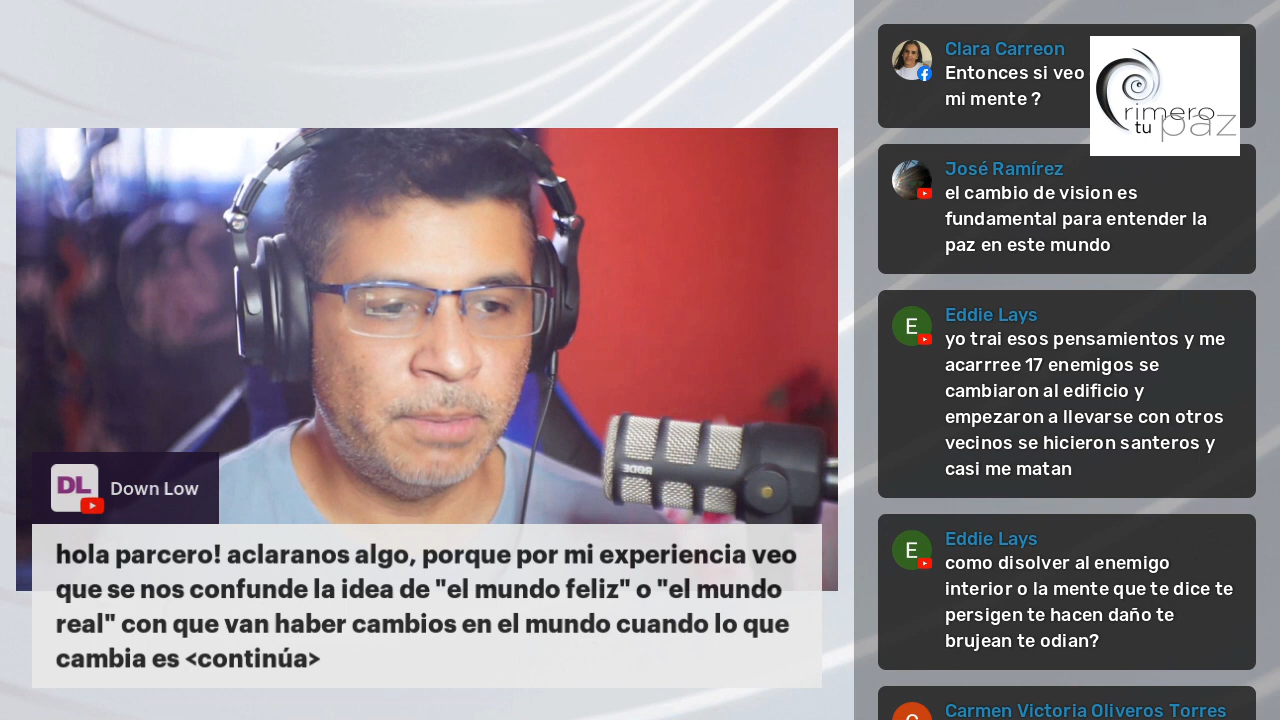 Clara Carreon
Entonces si veo
mi mente ?
rimero
tu paz
José Ramírez
el cambio de vision es
fundamental para entender la
paz en este mundo
Eddie Lays
E
yo trai esos pensamientos y me
acarrree 17 enemigos se
cambiaron al edificio y
empezaron a llevarse con otros
vecinos se hicieron santeros y
casi me matan
Eddie Lays
E
como disolver al enemigo
interior o la mente que te dice te
persigen te hacen daño te
brujean te odian?
Carmen Victoria Oliveros Torres
RODE
DL Down Low
hola parcero! aclaranos algo, porque por mi experiencia veo
que se nos confunde la idea de "el mundo feliz" o "el mundo
real" con que van haber cambios en el mundo cuando lo que
cambia es <continúa>